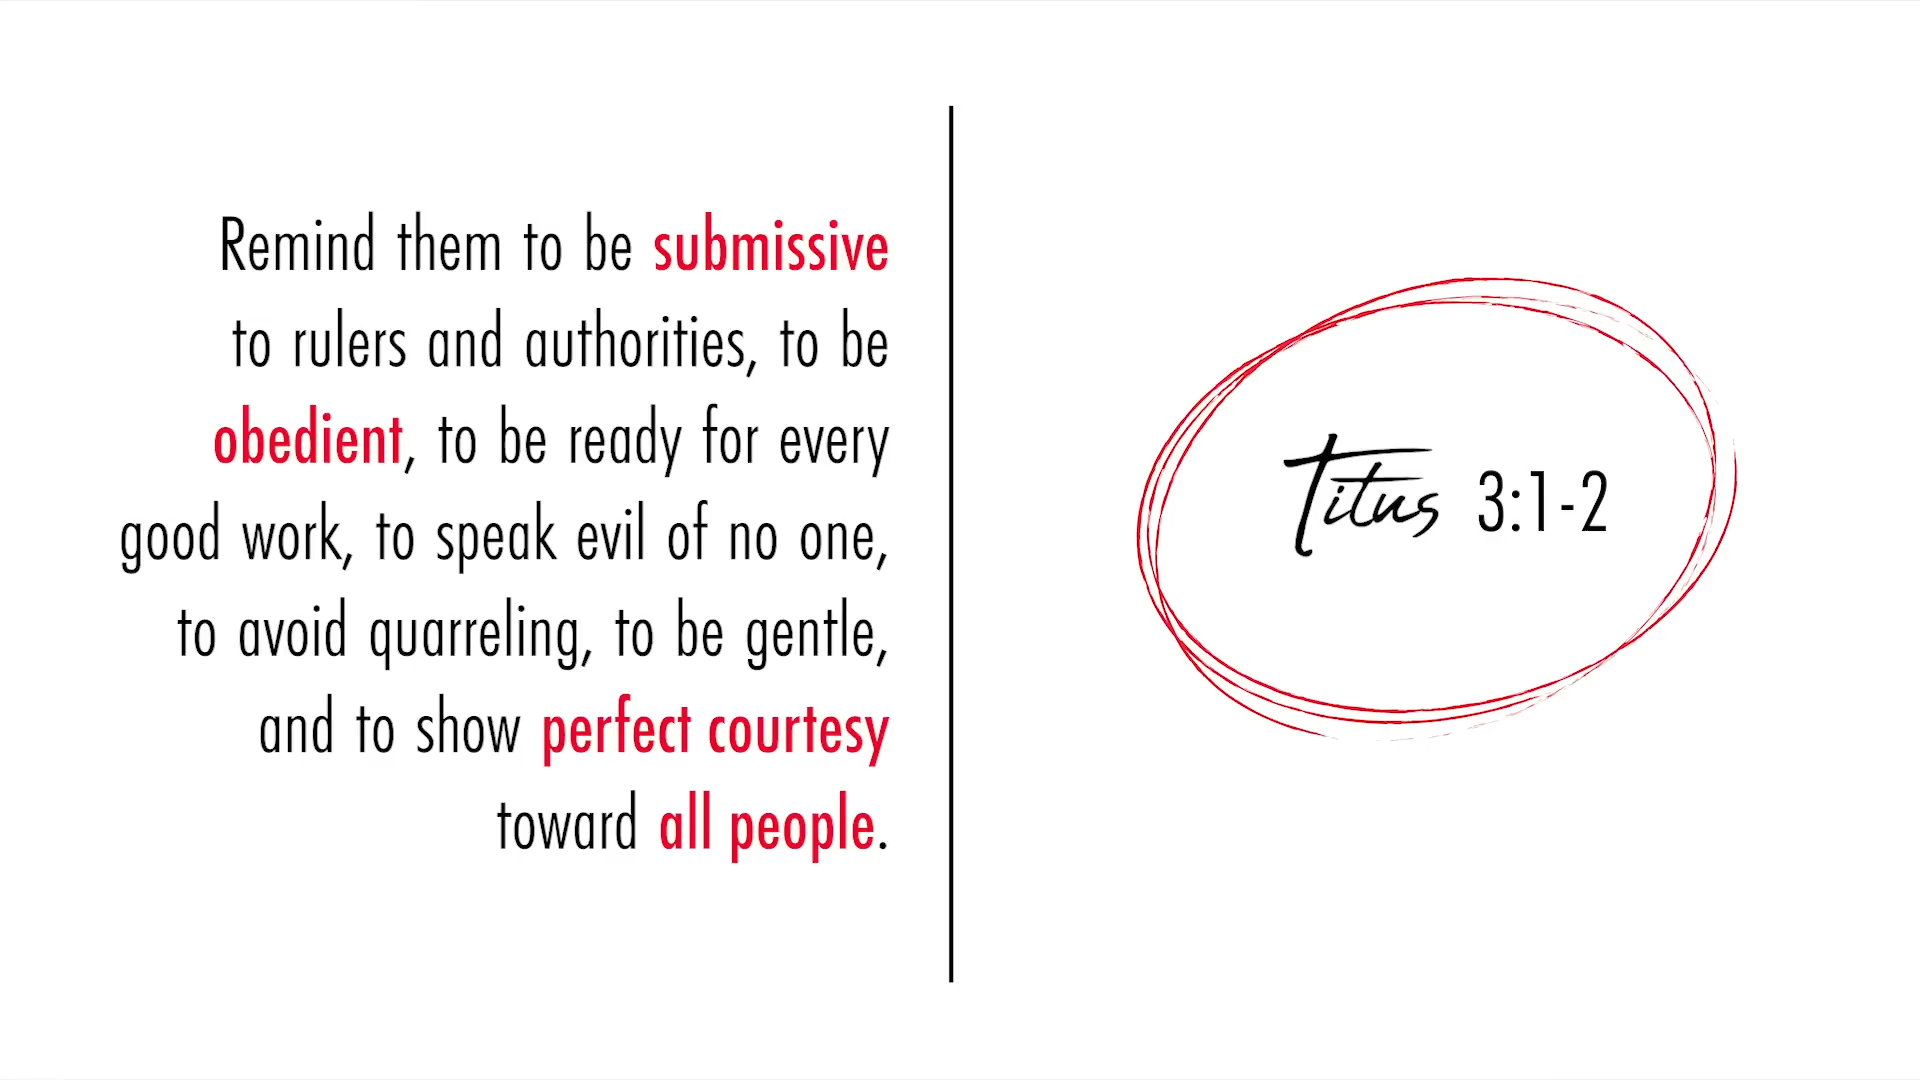 Remind them to be submissive
to rulers and authorities, to be
obedient, to be ready for every
good work, to speak evil of no one,
to avoid quarreling, to be gentle,
and to show perfect courtesy
toward all people.
Titus 3:1-2